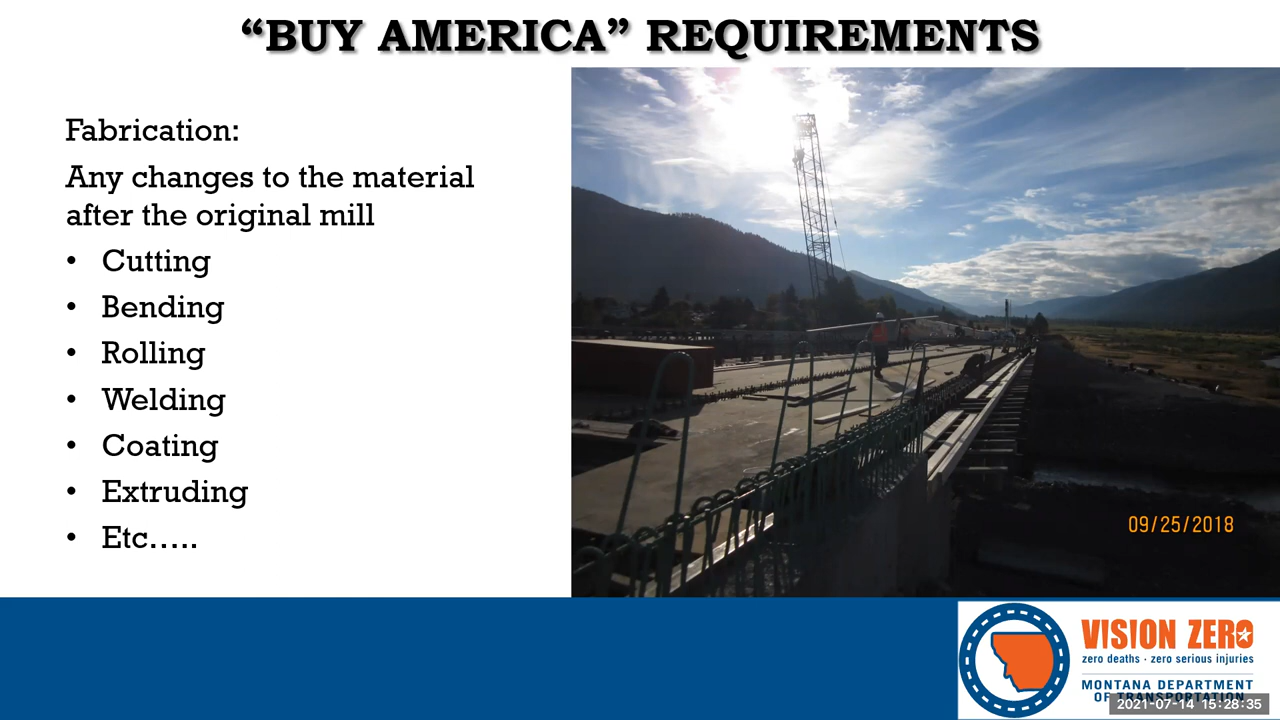 “BUY AMERICA” REQUIREMENTS
Fabrication:
Any changes to the material
after the original mill
• Cutting
• Bending
• Rolling
• Welding
• Coating
• Extruding
• Etc.....
09/25/2018
VISION ZERO
zero deaths · zero serious injuries
MONTANA DEPARTMENT
OF TRANSPORTATION
2021-07-14 15:28:35